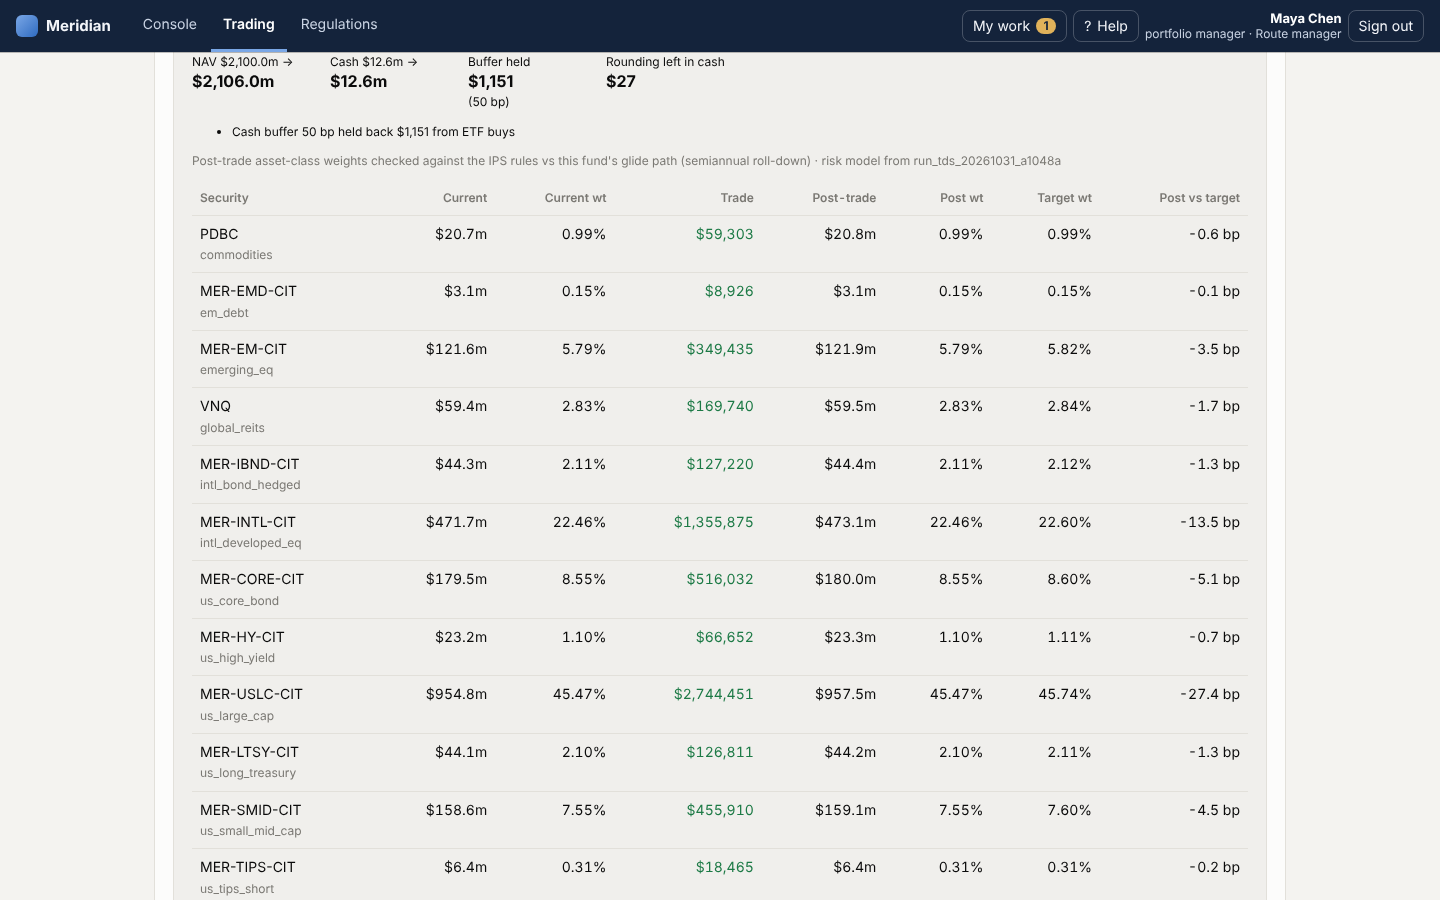 Meridian Console Trading Regulations My work 1 ? Help Maya Chen Sign out
portfolio manager · Route manager
NAV $2,100.0m → Cash $12.6m → Buffer held Rounding left in cash
$2,106.0m $12.6m $1,151 $27
(50 bp)
• Cash buffer 50 bp held back $1,151 from ETF buys
Post-trade asset-class weights checked against the IPS rules vs this fund's glide path (semiannual roll-down) · risk model from run_tds_20261031_a1048a
Security Current Current wt Trade Post-trade Post wt Target wt Post vs target
PDBC $20.7m 0.99% $59,303 $20.8m 0.99% 0.99% -0.6 bp
commodities
MER-EMD-CIT $3.1m 0.15% $8,926 $3.1m 0.15% 0.15% -0.1 bp
em_debt
MER-EM-CIT $121.6m 5.79% $349,435 $121.9m 5.79% 5.82% -3.5 bp
emerging_eq
VNQ $59.4m 2.83% $169,740 $59.5m 2.83% 2.84% -1.7 bp
global_reits
MER-IBND-CIT $44.3m 2.11% $127,220 $44.4m 2.11% 2.12% -1.3 bp
intl_bond_hedged
MER-INTL-CIT $471.7m 22.46% $1,355,875 $473.1m 22.46% 22.60% -13.5 bp
intl_developed_eq
MER-CORE-CIT $179.5m 8.55% $516,032 $180.0m 8.55% 8.60% -5.1 bp
us_core_bond
MER-HY-CIT $23.2m 1.10% $66,652 $23.3m 1.10% 1.11% -0.7 bp
us_high_yield
MER-USLC-CIT $954.8m 45.47% $2,744,451 $957.5m 45.47% 45.74% -27.4 bp
us_large_cap
MER-LTSY-CIT $44.1m 2.10% $126,811 $44.2m 2.10% 2.11% -1.3 bp
us_long_treasury
MER-SMID-CIT $158.6m 7.55% $455,910 $159.1m 7.55% 7.60% -4.5 bp
us_small_mid_cap
MER-TIPS-CIT $6.4m 0.31% $18,465 $6.4m 0.31% 0.31% -0.2 bp
us_tips_short